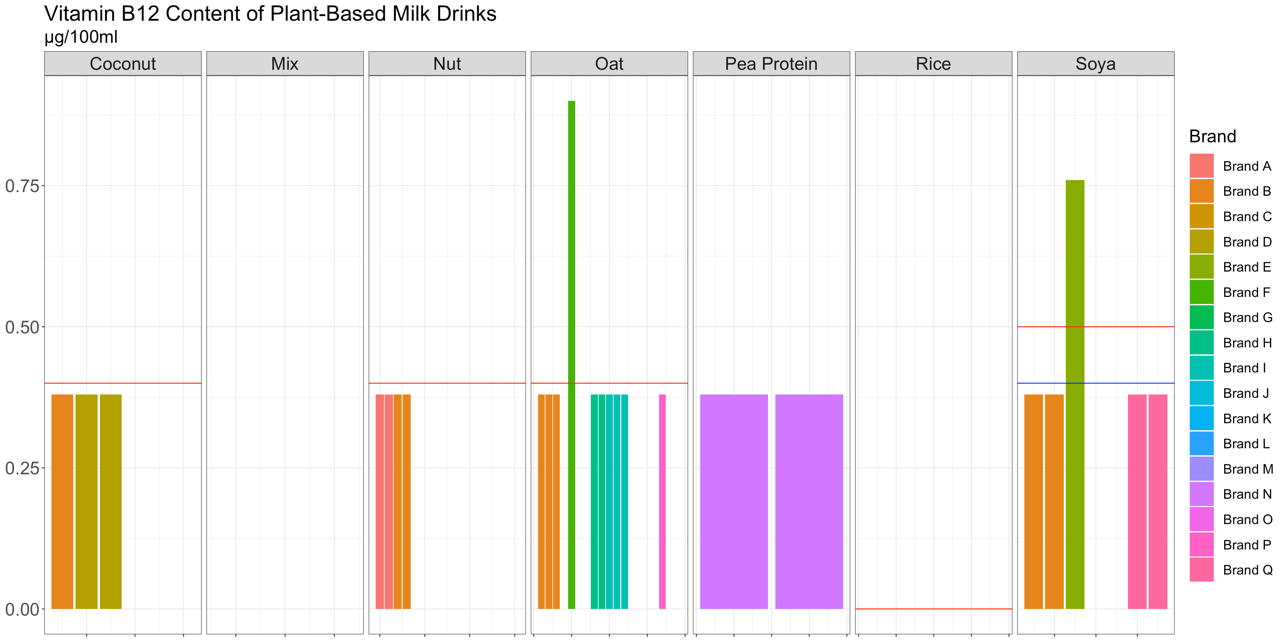 Vitamin B12 Content of Plant-Based Milk Drinks
µg/100ml
Coconut
Mix
Nut
Oat
Pea Protein
Rice
Soya
0.75
0.50
0.25
0.00
Brand
Brand A
Brand B
Brand C
Brand D
Brand E
Brand F
Brand G
Brand H
Brand I
Brand J
Brand K
Brand L
Brand M
Brand N
Brand O
Brand P
Brand Q